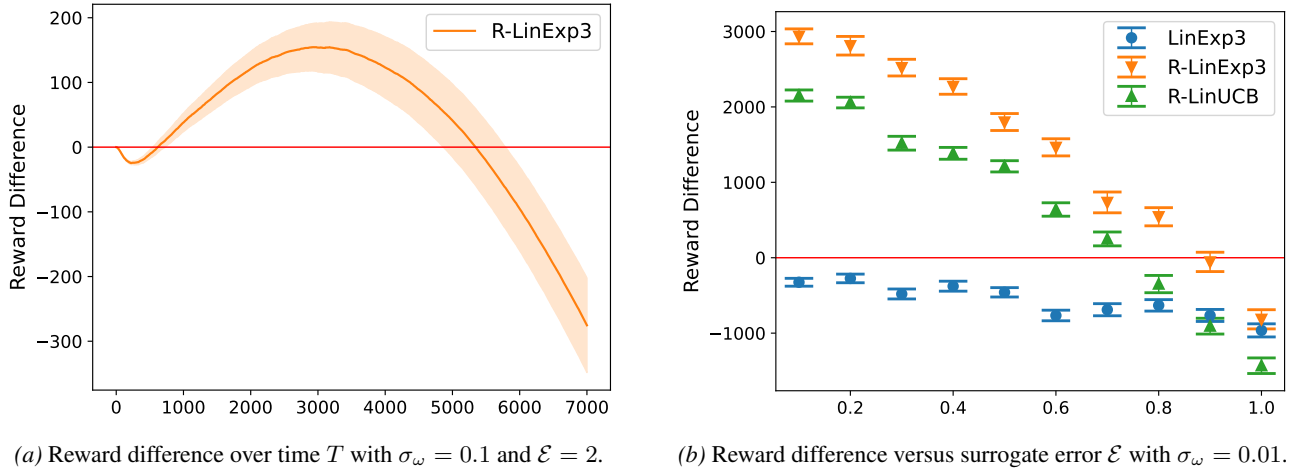 R-LinExp3
Reward Difference
200
100
0
−100
−200
−300
0 1000 2000 3000 4000 5000 6000 7000
(a) Reward difference over time T with σ_ω = 0.1 and ℰ = 2.
LinExp3
R-LinExp3
R-LinUCB
Reward Difference
3000
2000
1000
0
−1000
0.2 0.4 0.6 0.8 1.0
(b) Reward difference versus surrogate error ℰ with σ_ω = 0.01.